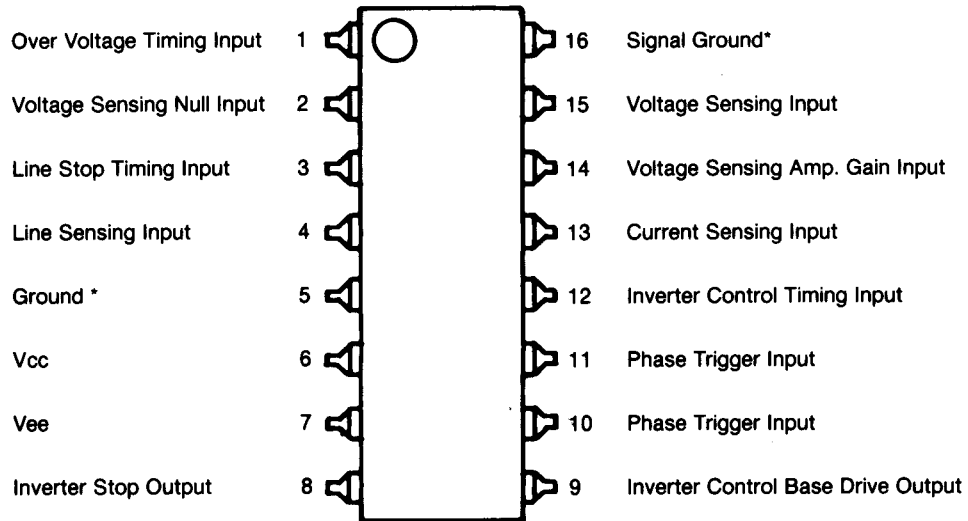 Over Voltage Timing Input 1 16 Signal Ground*
Voltage Sensing Null Input 2 15 Voltage Sensing Input
Line Stop Timing Input 3 14 Voltage Sensing Amp. Gain Input
Line Sensing Input 4 13 Current Sensing Input
Ground * 5 12 Inverter Control Timing Input
Vcc 6 11 Phase Trigger Input
Vee 7 10 Phase Trigger Input
Inverter Stop Output 8 9 Inverter Control Base Drive Output